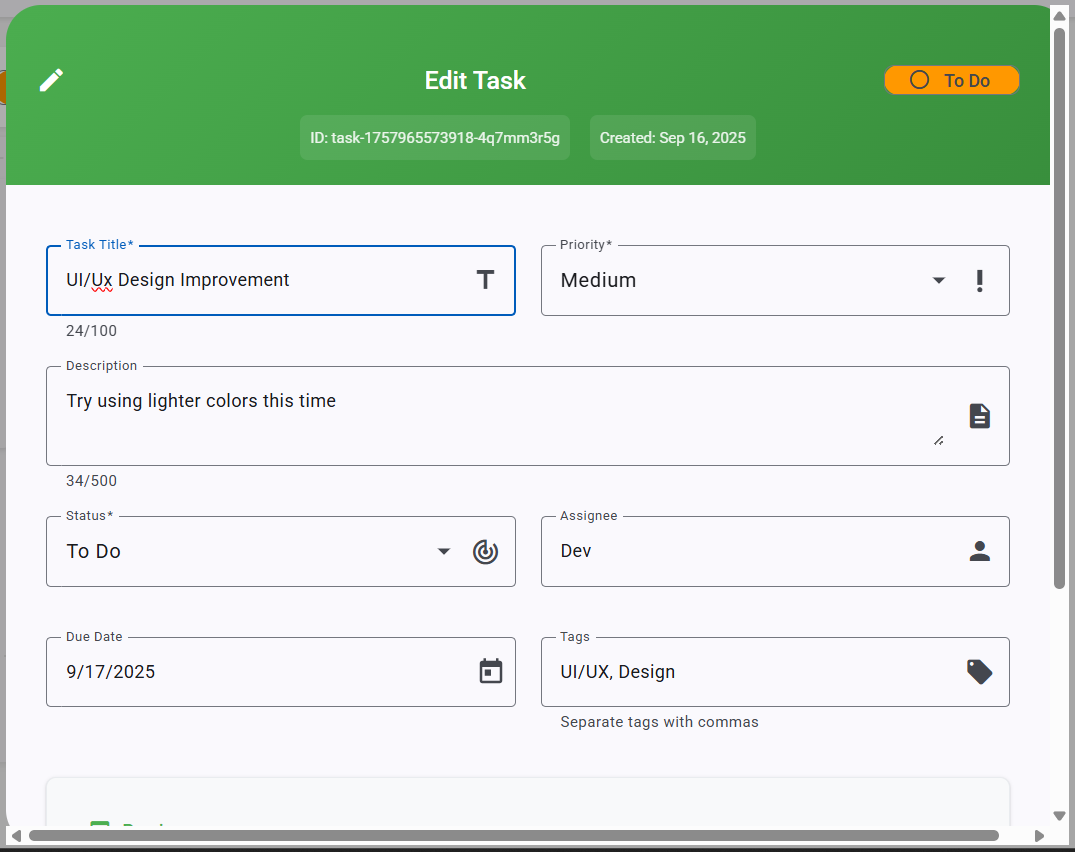 Edit Task
To Do
ID: task-1757965573918-4q7mm3r5g
Created: Sep 16, 2025
Task Title*
UI/Ux Design Improvement
24/100
Priority*
Medium
Description
Try using lighter colors this time
34/500
Status*
To Do
Assignee
Dev
Due Date
9/17/2025
Tags
UI/UX, Design
Separate tags with commas